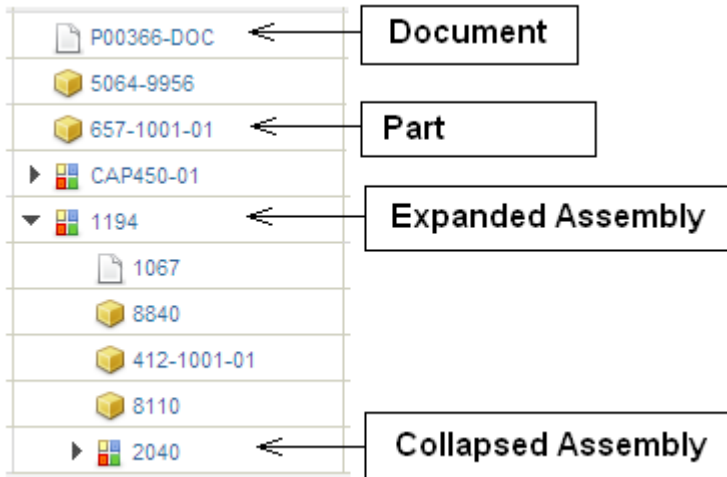 P00366-DOC
Document
5064-9956
657-1001-01
Part
CAP450-01
1194
Expanded Assembly
1067
8840
412-1001-01
8110
2040
Collapsed Assembly